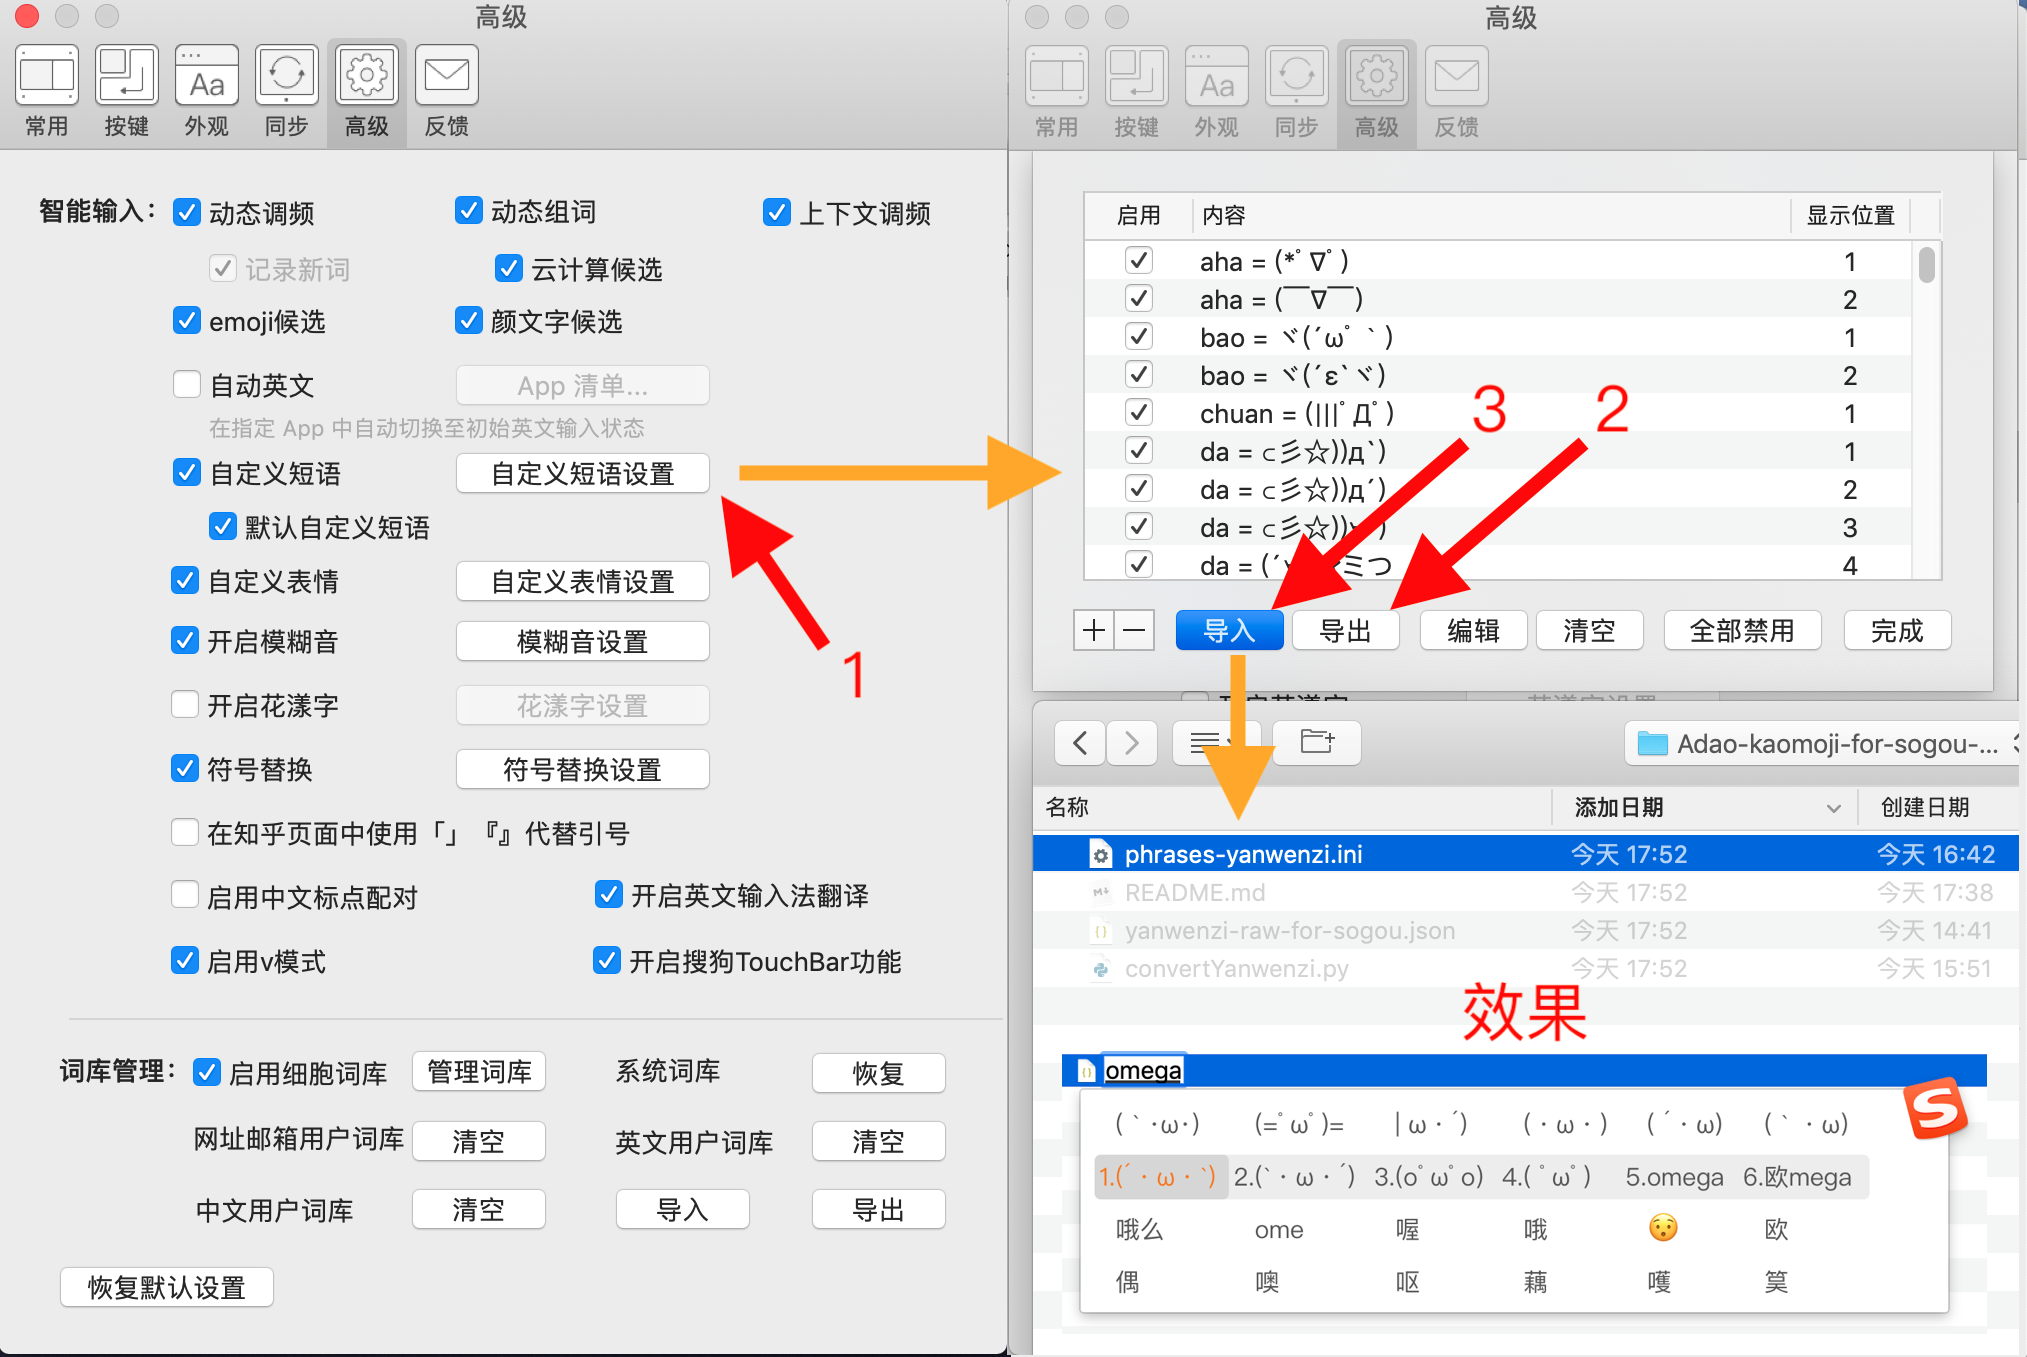 高级
常用 按键 外观 同步 高级 反馈
智能输入： 动态调频 动态组词 上下文调频
记录新词 云计算候选
emoji候选 颜文字候选
自动英文 App 清单...
在指定 App 中自动切换至初始英文输入状态
自定义短语 自定义短语设置
默认自定义短语
自定义表情 自定义表情设置
1
开启模糊音 模糊音设置
开启花漾字 花漾字设置
符号替换 符号替换设置
在知乎页面中使用「」『』代替引号
启用中文标点配对 开启英文输入法翻译
启用v模式 开启搜狗TouchBar功能
词库管理： 启用细胞词库 管理词库 系统词库 恢复
网址邮箱用户词库 清空 英文用户词库 清空
中文用户词库 清空 导入 导出
恢复默认设置
高级
常用 按键 外观 同步 高级 反馈
启用 内容 显示位置
aha = (*ﾟ∇ﾟ) 1
aha = (￣∇￣) 2
bao = ヾ(´ωﾟ｀) 1
bao = ヾ(´ε`ヾ) 2
chuan = (|||ﾟДﾟ) 1
da = ⊂彡☆))д`) 1
da = ⊂彡☆))д´) 2
da = ⊂彡☆)) 3
da = (´ ミつ 4
3 2
导入 导出 编辑 清空 全部禁用 完成
Adao-kaomoji-for-sogou-...
名称 添加日期 创建日期
phrases-yanwenzi.ini 今天 17:52 今天 16:42
README.md 今天 17:52 今天 17:38
yanwenzi-raw-for-sogou.json 今天 17:52 今天 14:41
convertYanwenzi.py 今天 17:52 今天 15:51
效果
omega
(｀･ω･) (=ﾟωﾟ)= |ω・´) (・ω・) (´・ω) (｀・ω)
1.(´・ω・`) 2.(`・ω・´) 3.(oﾟωﾟo) 4.(ﾟωﾟ) 5.omega 6.欧mega
哦么 ome 喔 哦 😯 欧
偶 噢 呕 藕 嚄 筽